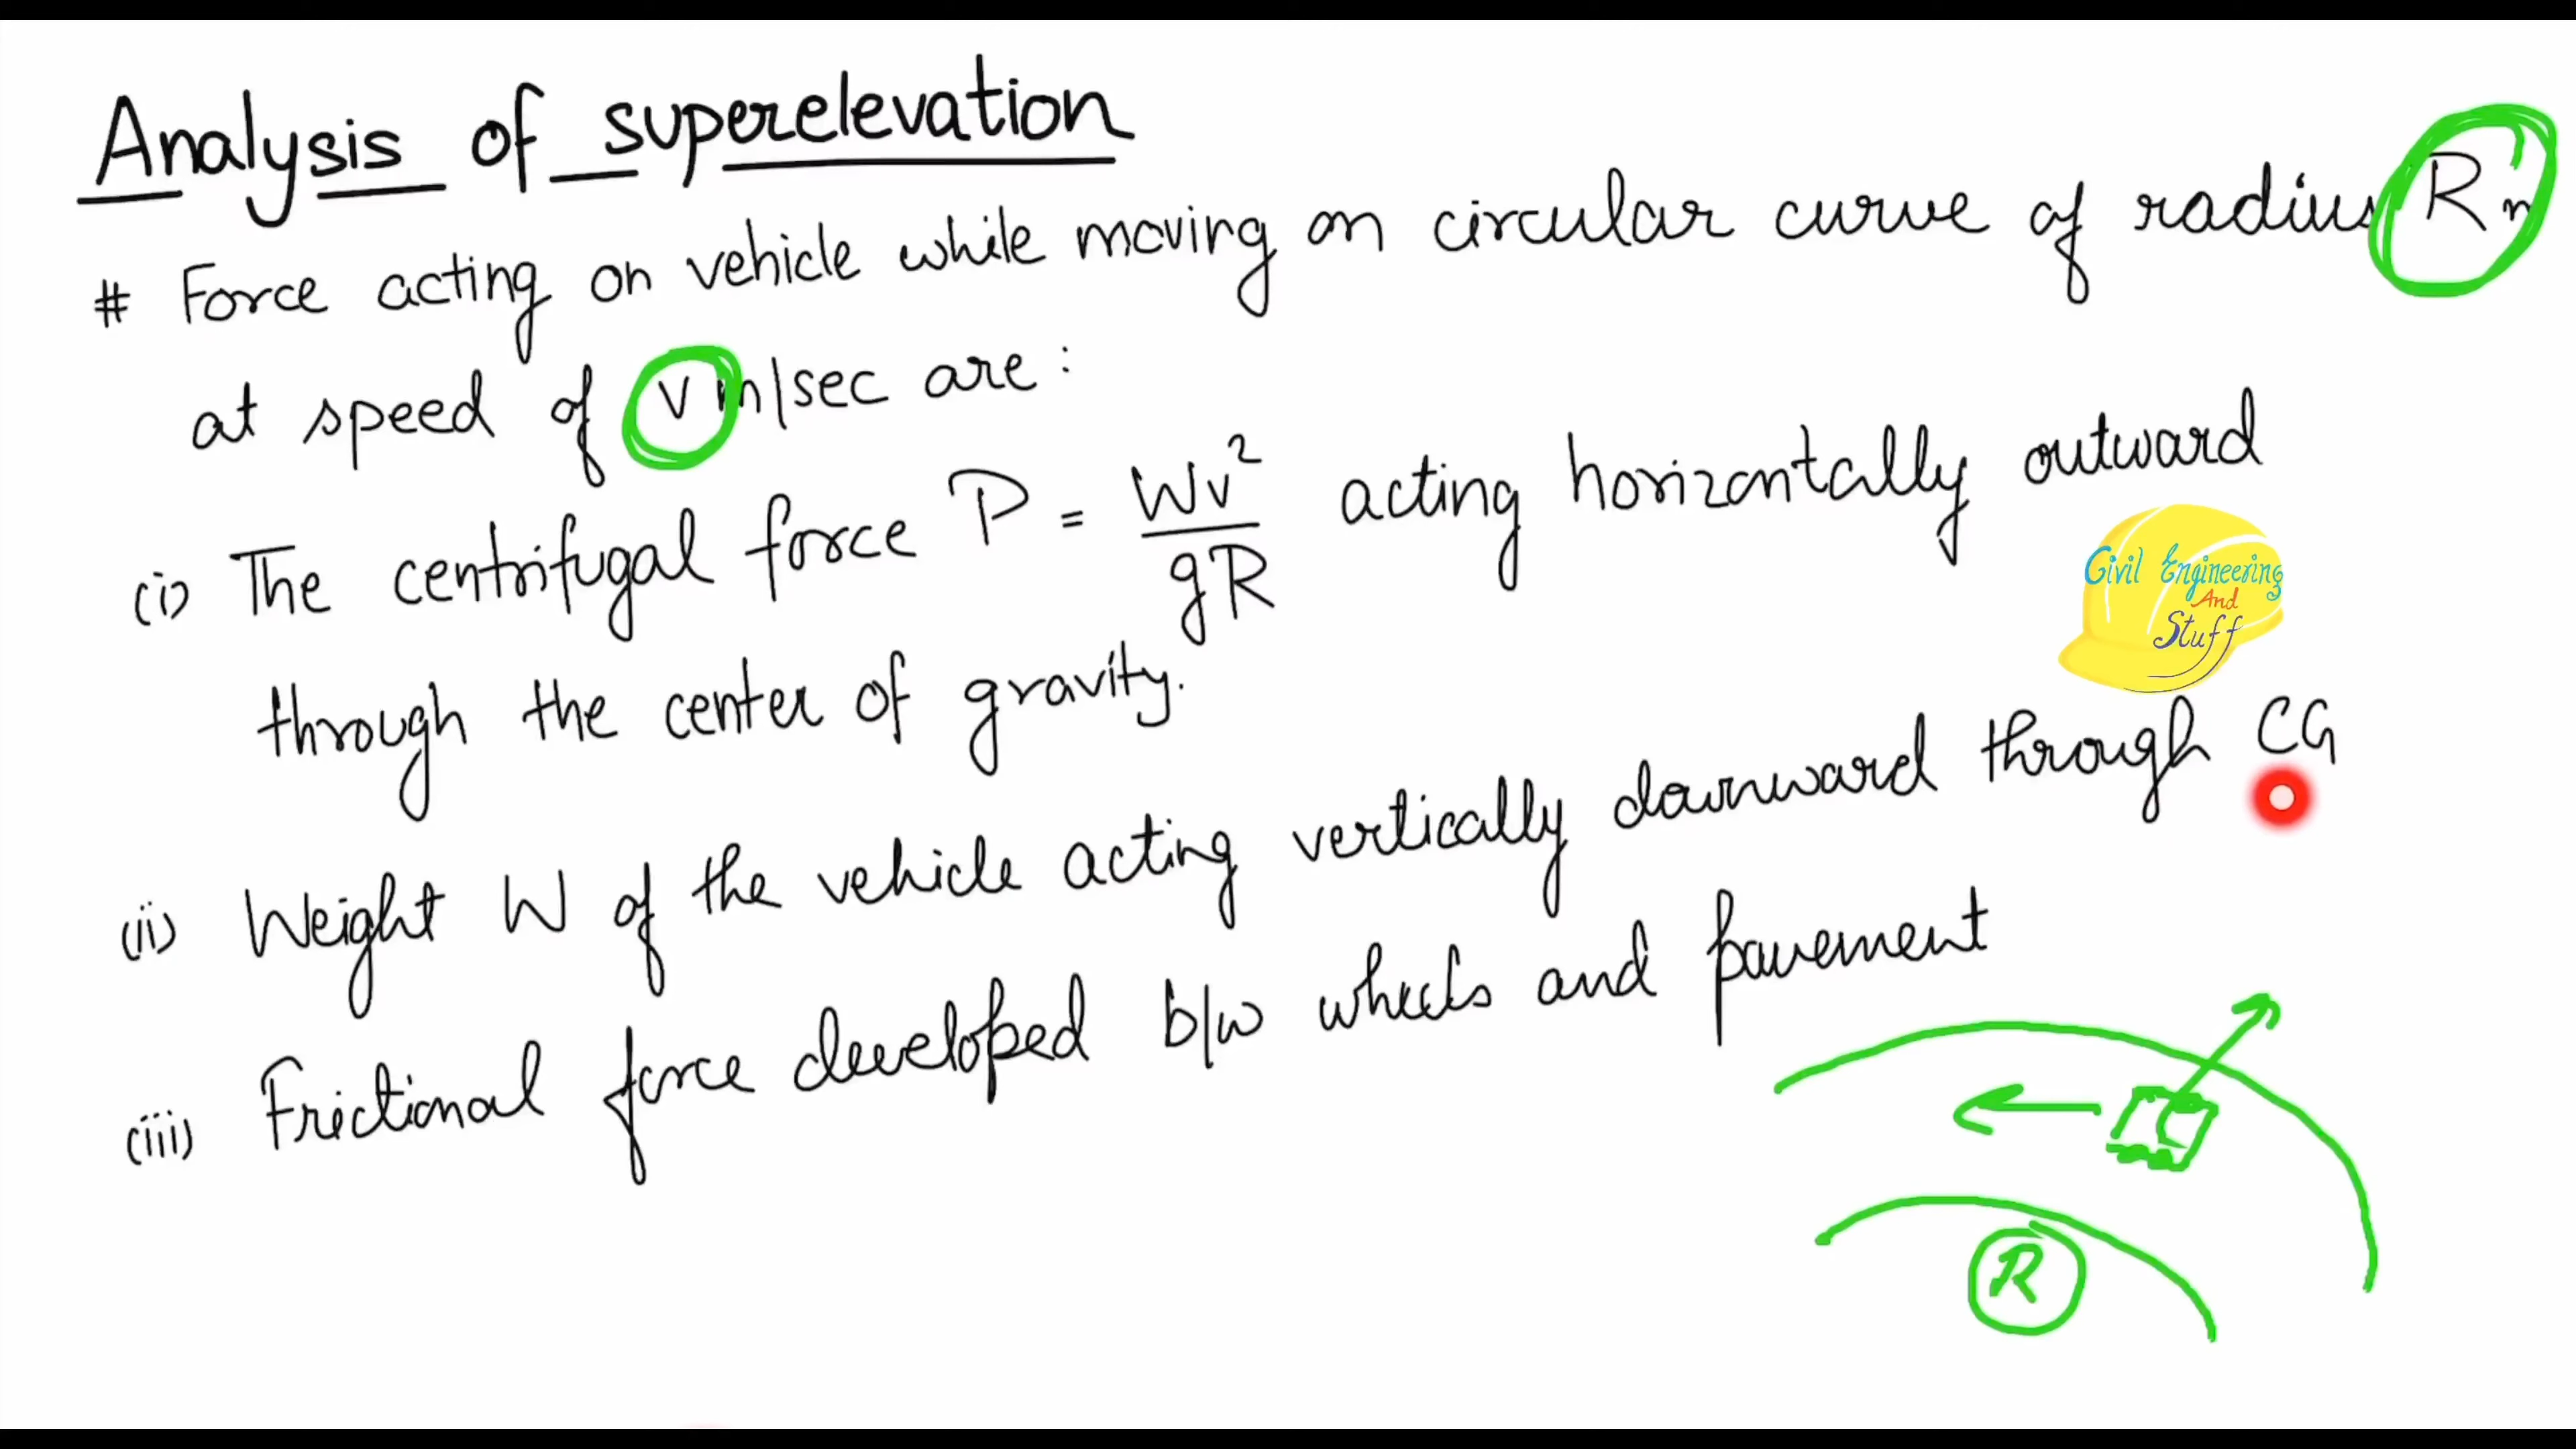 Analysis of superelevation
# Force acting on vehicle while moving on circular curve of radius R m
at speed of v m/sec are :
(i) The centrifugal force P = Wv²/gR acting horizontally outward
through the center of gravity.
Civil Engineering
And
Stuff
(ii) Weight W of the vehicle acting vertically downward through CG
(iii) Frictional force developed b/w wheels and pavement
R